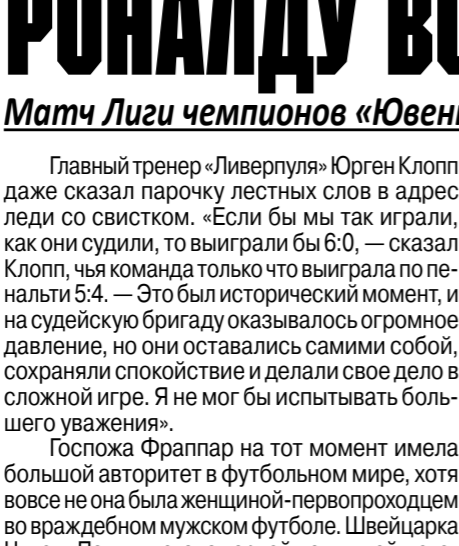 РОНАЛДУ
Матч Лиги чемпионов «Ювен
Главный тренер «Ливерпуля» Юрген Клопп
даже сказал парочку лестных слов в адрес
леди со свистком. «Если бы мы так играли,
как они судили, то выиграли бы 6:0, — сказал
Клопп, чья команда только что выиграла по пе-
нальти 5:4. — Это был исторический момент, и
на судейскую бригаду оказывалось огромное
давление, но они оставались самими собой,
сохраняли спокойствие и делали свое дело в
сложной игре. Я не мог бы испытывать боль-
шего уважения».
Госпожа Фраппар на тот момент имела
большой авторитет в футбольном мире, хотя
вовсе не она была женщиной-первопроходцем
во враждебном мужском футболе. Швейцарка